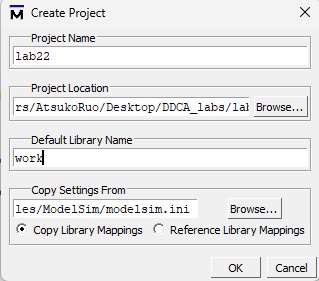 Create Project
Project Name
lab22
Project Location
rs/AtsukoRuo/Desktop/DDCA_labs/lab
Browse...
Default Library Name
work
Copy Settings From
les/ModelSim/modelsim.ini
Browse...
Copy Library Mappings
Reference Library Mappings
OK
Cancel